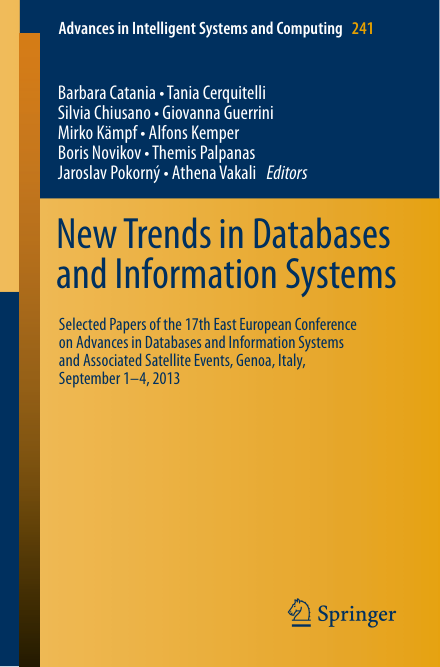 Advances in Intelligent Systems and Computing 241
Barbara Catania • Tania Cerquitelli
Silvia Chiusano • Giovanna Guerrini
Mirko Kämpf • Alfons Kemper
Boris Novikov • Themis Palpanas
Jaroslav Pokorný • Athena Vakali Editors
New Trends in Databases
and Information Systems
Selected Papers of the 17th East European Conference
on Advances in Databases and Information Systems
and Associated Satellite Events, Genoa, Italy,
September 1–4, 2013
Springer